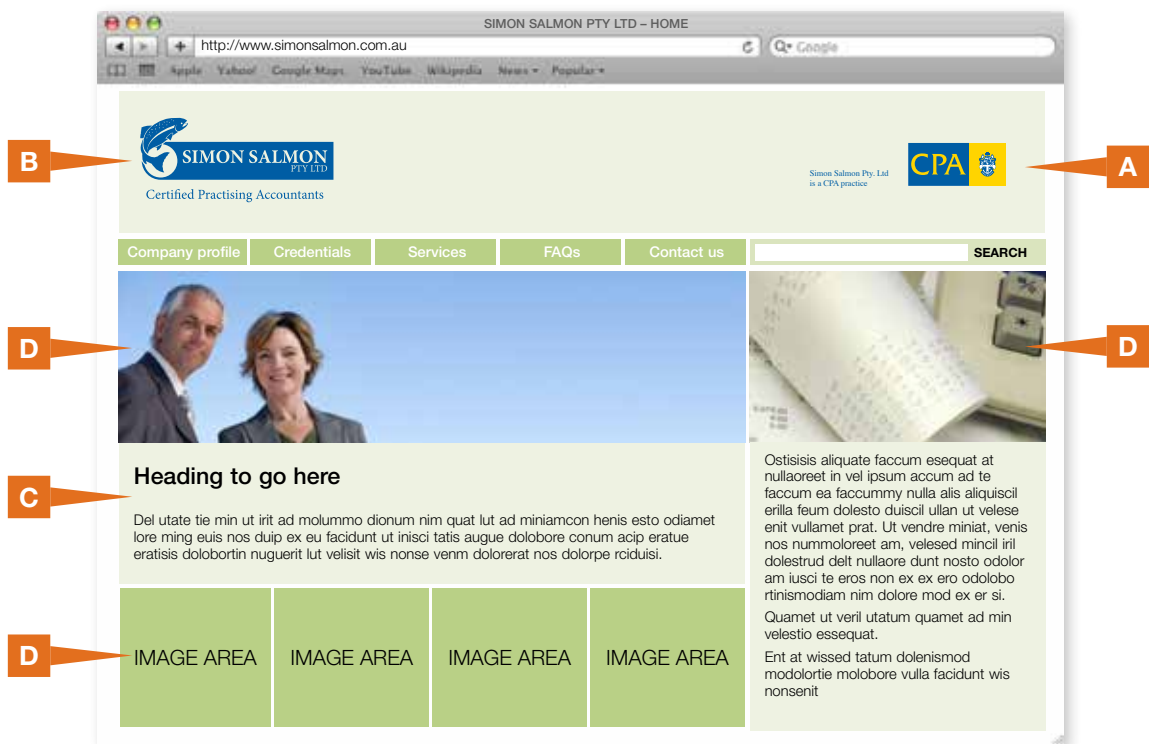 SIMON SALMON PTY LTD – HOME
http://www.simonsalmon.com.au
Google
Apple Yahoo! Google Maps YouTube Wikipedia News Popular
B
SIMON SALMON
PTY LTD
Certified Practising Accountants
Simon Salmon Pty. Ltd
is a CPA practice
CPA
A
Company profile Credentials Services FAQs Contact us SEARCH
D
D
C
Heading to go here
Del utate tie min ut irit ad molummo dionum nim quat lut ad miniamcon henis esto odiamet
lore ming euis nos duip ex eu facidunt ut inisci tatis augue dolobore conum acip eratue
eratisis dolobortin nuguerit lut velisit wis nonse venm dolorerat nos dolorpe rciduisi.
Ostisisis aliquate faccum esequat at
nullaoreet in vel ipsum accum ad te
faccum ea faccummy nulla alis aliquiscil
erilla feum dolesto duiscil ullan ut velese
enit vullamet prat. Ut vendre miniat, venis
nos nummoloreet am, velesed mincil iril
dolestrud delt nullaore dunt nosto odolor
am iusci te eros non ex ex ero odolobo
rtinismodiam nim dolore mod ex er si.
Quamet ut veril utatum quamet ad min
velestio essequat.
Ent at wissed tatum dolenismod
modolortie molobore vulla facidunt wis
nonsenit
D
IMAGE AREA IMAGE AREA IMAGE AREA IMAGE AREA